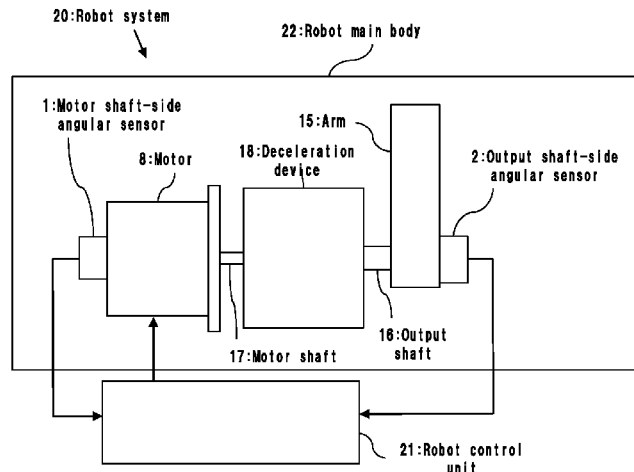 20:Robot system
22:Robot main body
1:Motor shaft-side
angular sensor
8:Motor
18:Deceleration
device
15:Arm
2:Output shaft-side
angular sensor
17:Motor shaft
16:Output
shaft
21:Robot control
unit